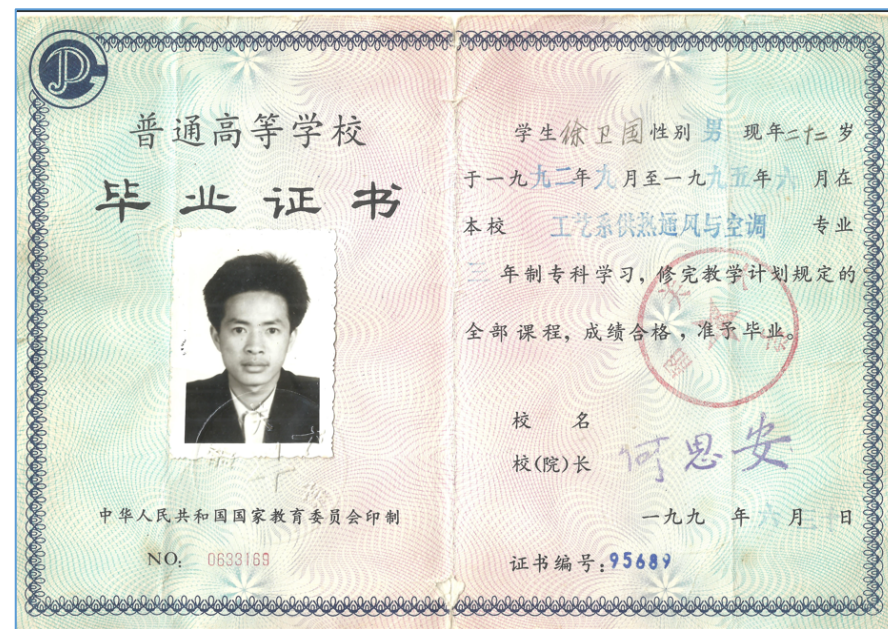 普通高等学校
毕业证书
中华人民共和国国家教育委员会印制
NO: 0633169
学生徐卫国性别 男 现年二十二岁
于一九九二年九月至一九九五年六月在
本校 工艺系供热通风与空调 专业
三年制专科学习，修完教学计划规定的
全部课程，成绩合格，准予毕业。
校 名
校(院)长 何思安
一九九 年六月 日
证书编号:95689